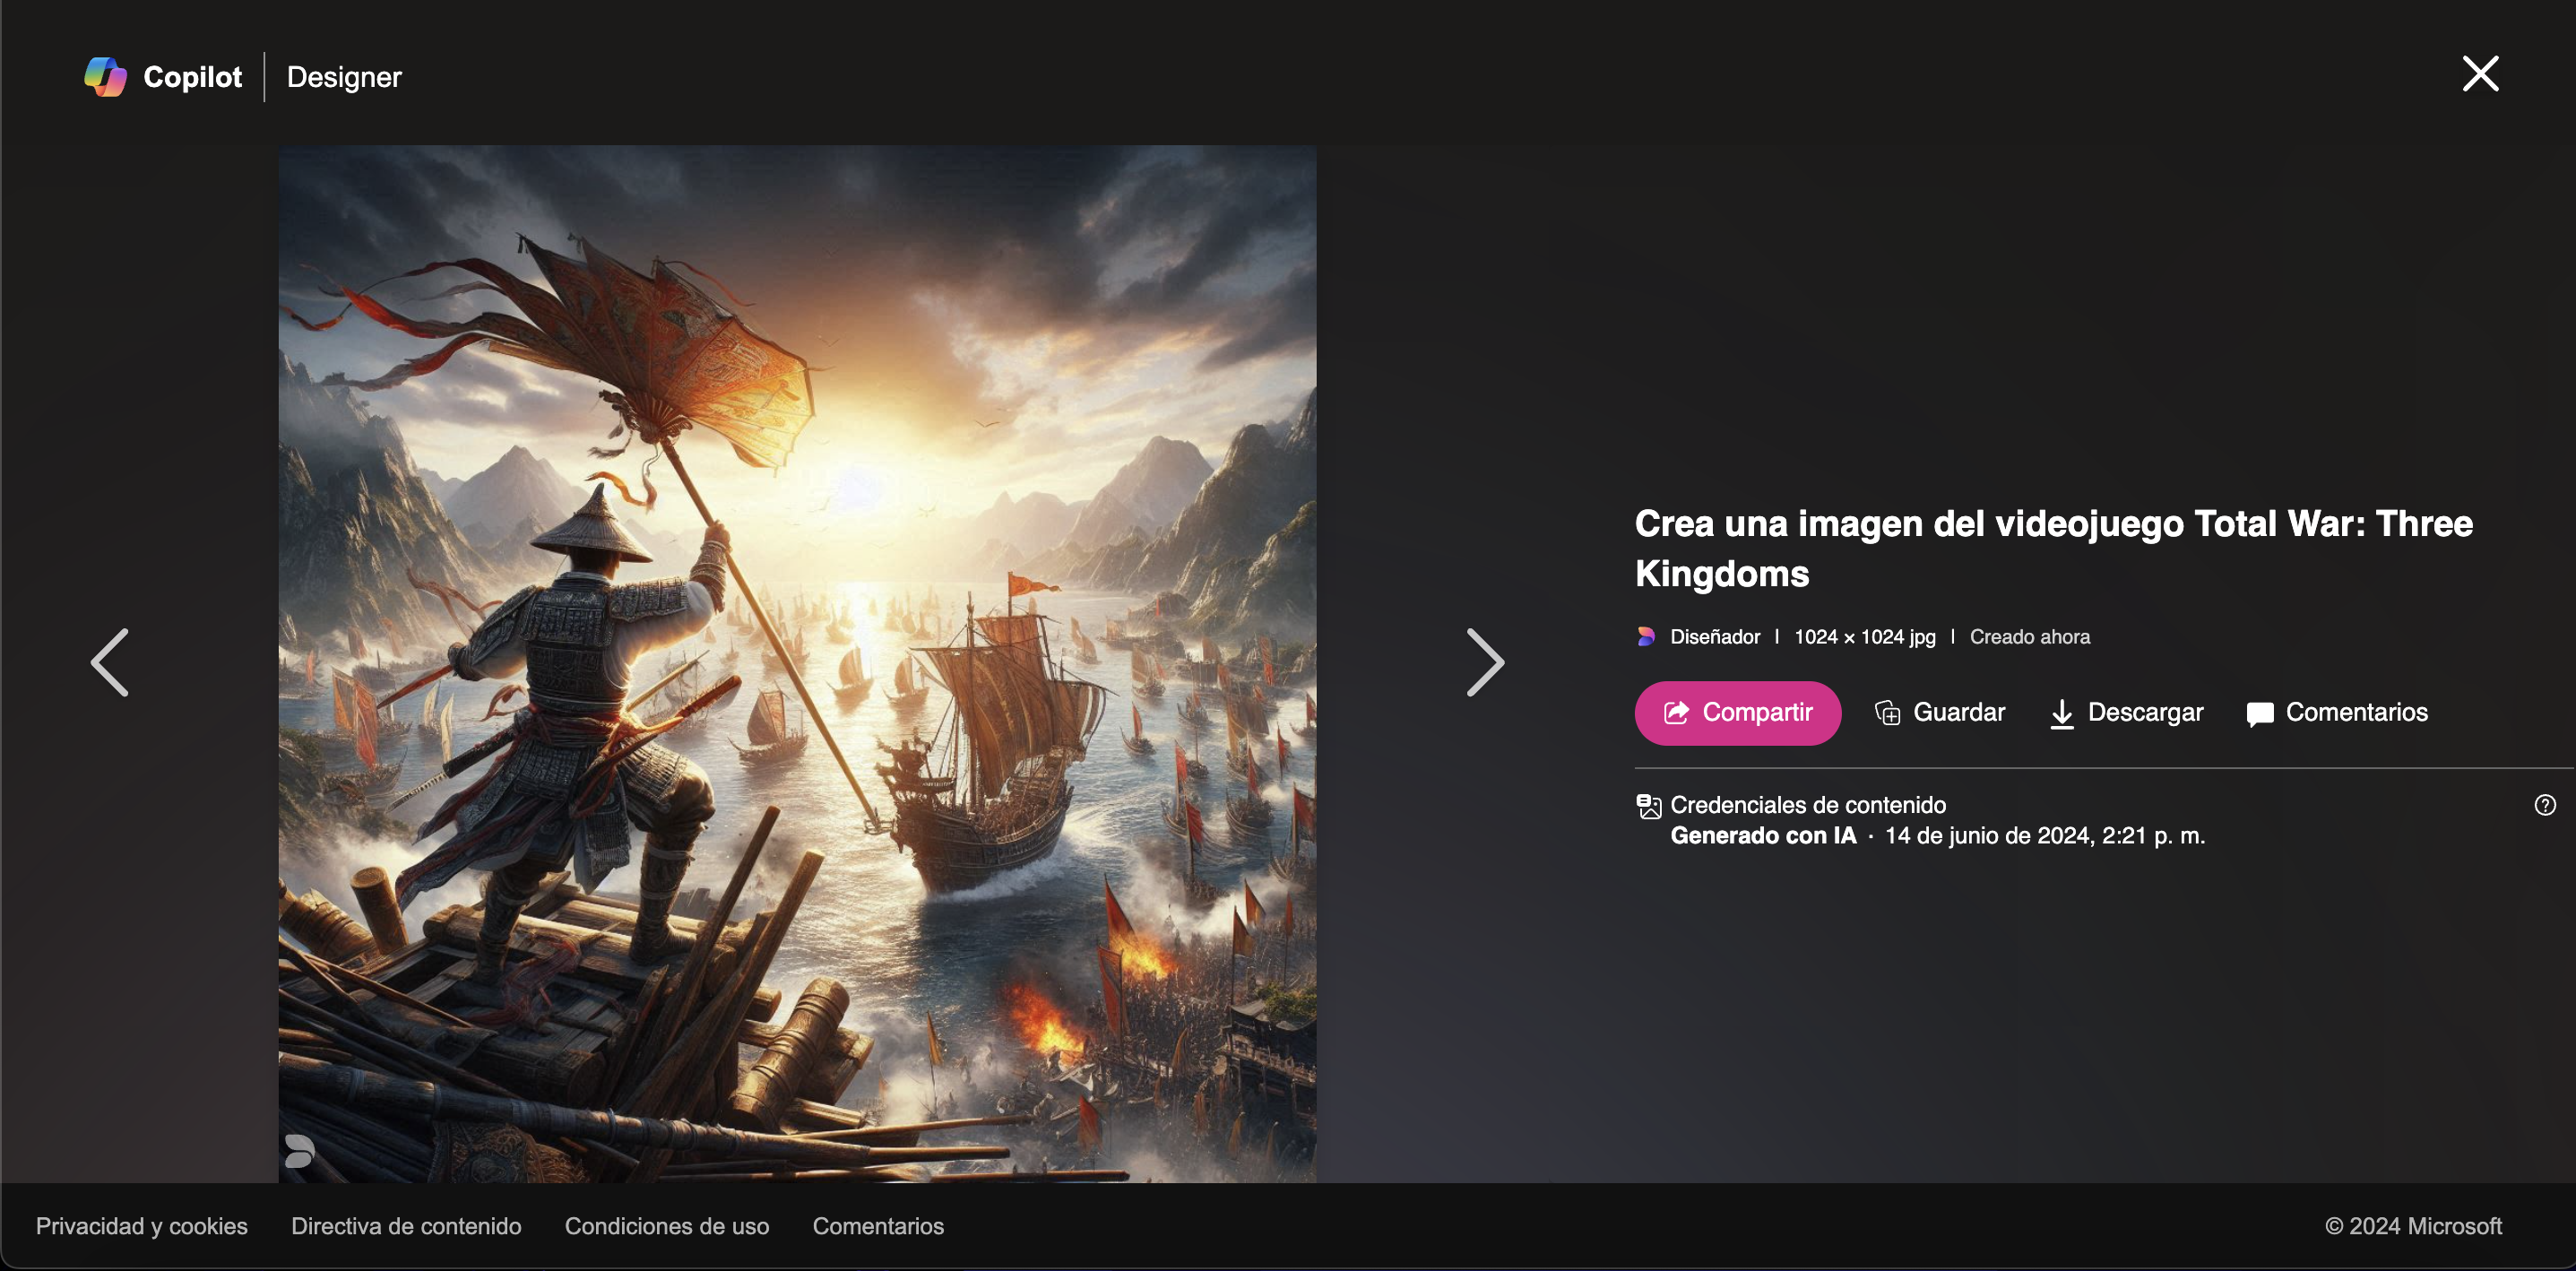 Copilot | Designer
Crea una imagen del videojuego Total War: Three
Kingdoms
Diseñador | 1024 × 1024 jpg | Creado ahora
Compartir Guardar Descargar Comentarios
Credenciales de contenido
Generado con IA · 14 de junio de 2024, 2:21 p. m.
Privacidad y cookies Directiva de contenido Condiciones de uso Comentarios © 2024 Microsoft